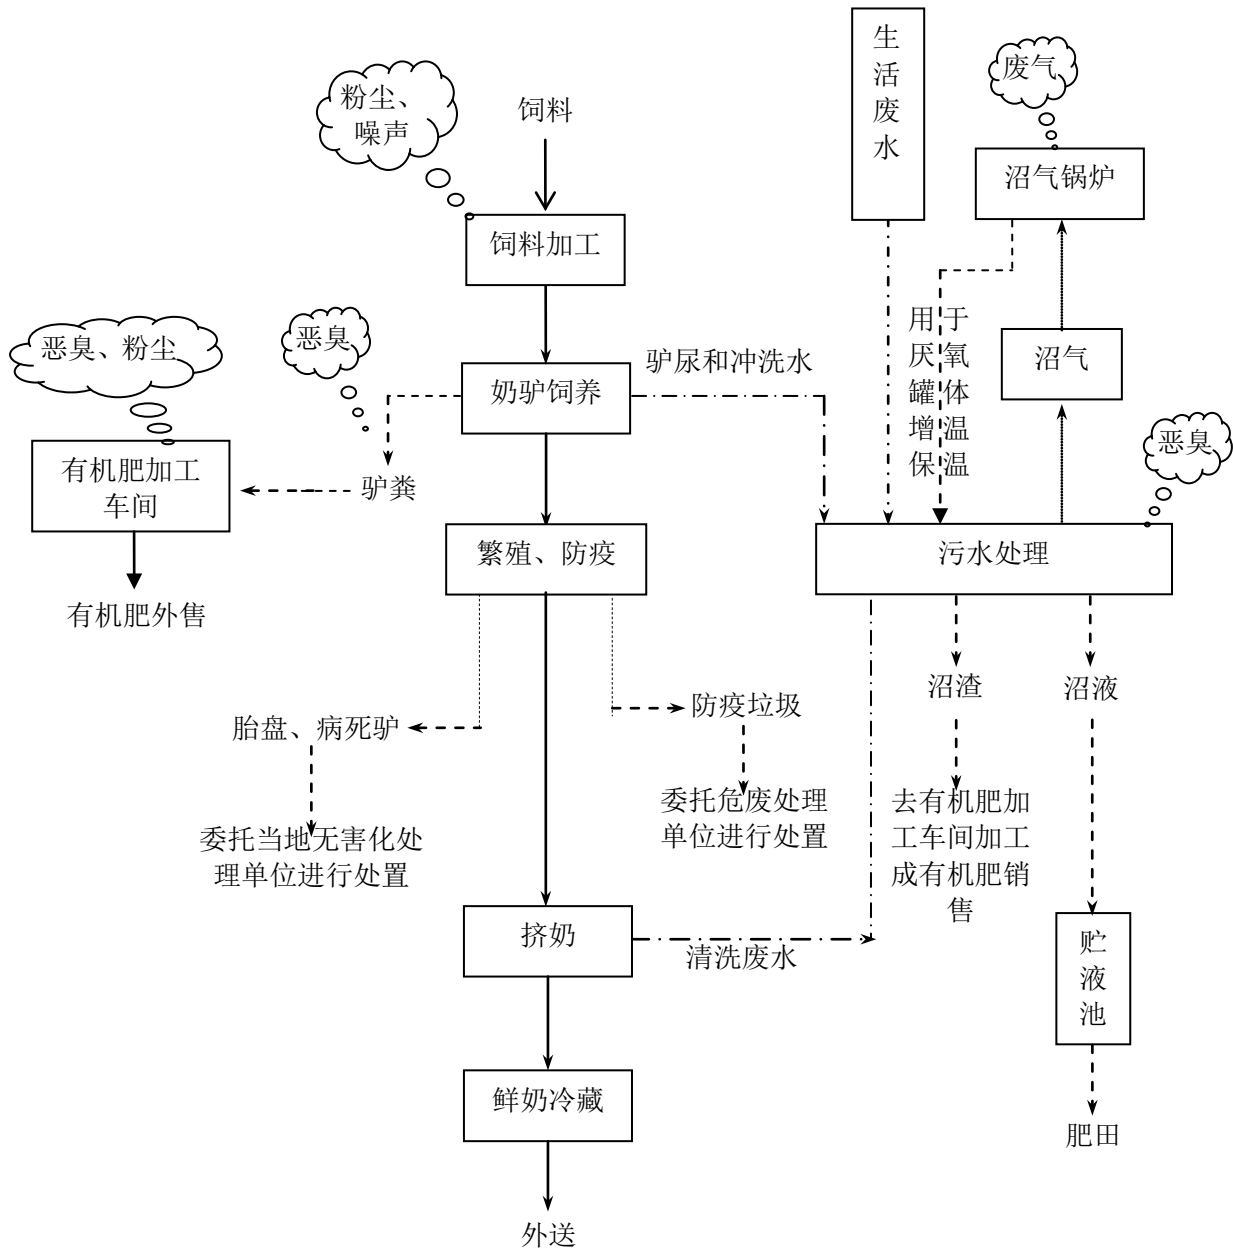 生
活
废
水
废气
粉尘、
噪声
饲料
沼气锅炉
饲料加工
用于
厌氧
罐体
增温
保温
恶臭、粉尘
恶臭
沼气
驴尿和冲洗水
奶驴饲养
恶臭
有机肥加工
车间
驴粪
繁殖、防疫
污水处理
有机肥外售
沼渣
沼液
防疫垃圾
胎盘、病死驴
委托危废处理
单位进行处置
去有机肥加
工车间加工
成有机肥销
售
委托当地无害化处
理单位进行处置
挤奶
清洗废水
贮
液
池
鲜奶冷藏
肥田
外送